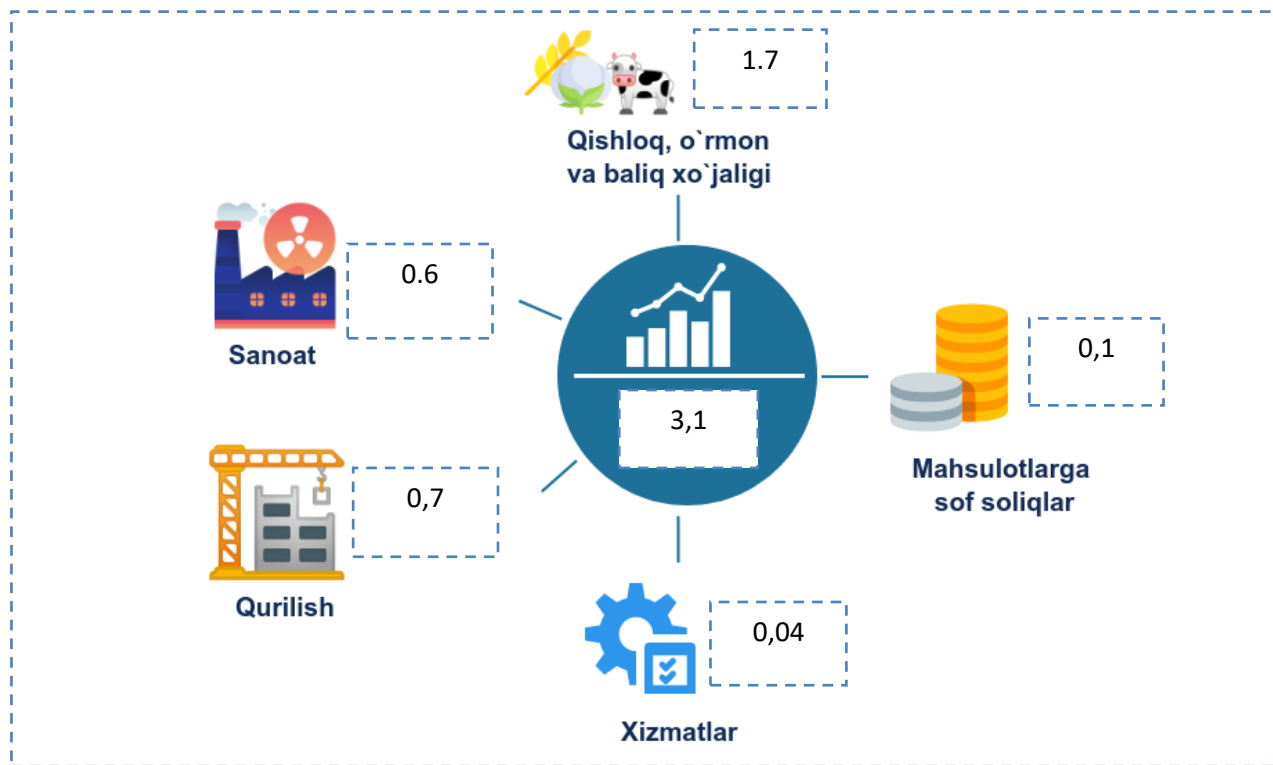 1.7
Qishloq, o`rmon
va baliq xo`jaligi
0.6
Sanoat
0,1
Mahsulotlarga
sof soliqlar
3,1
0,7
Qurilish
0,04
Xizmatlar